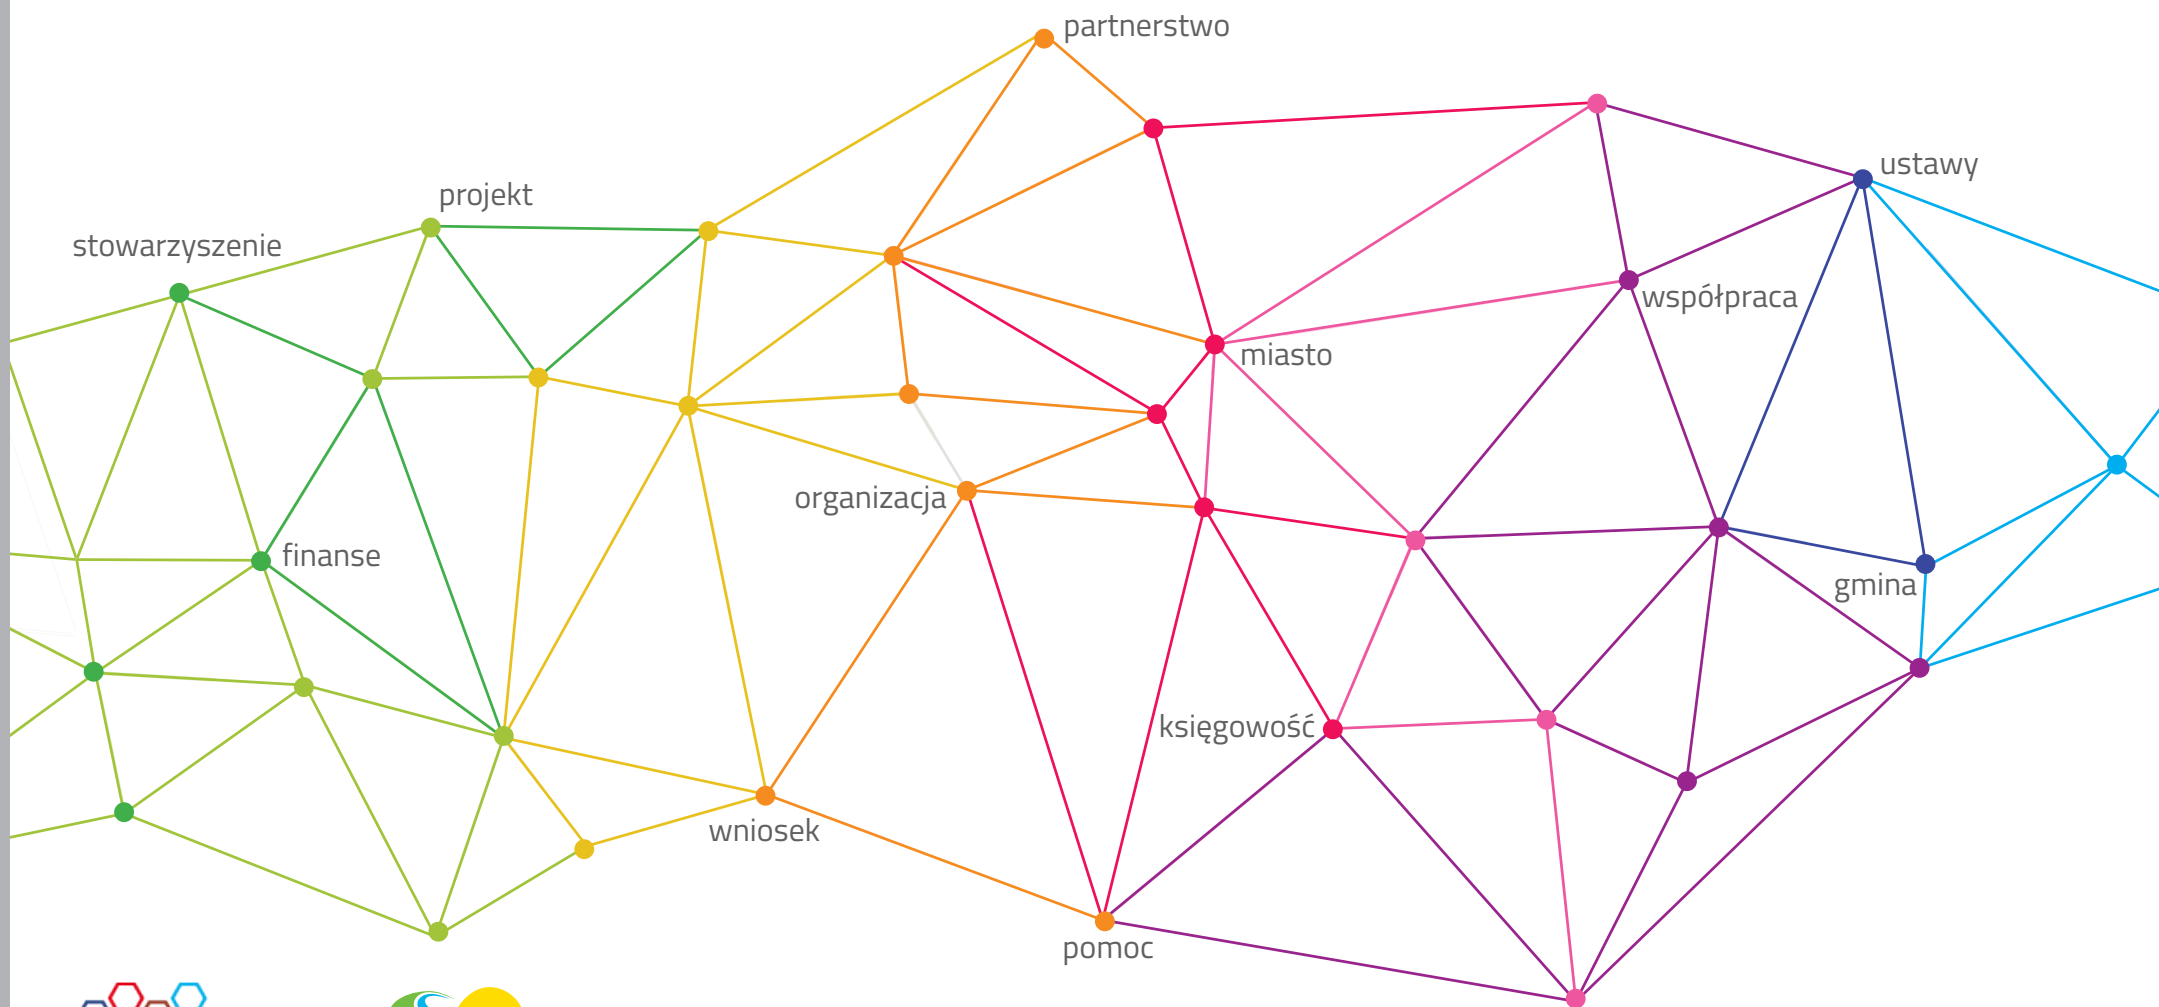 partnerstwo
ustawy
projekt
stowarzyszenie
współpraca
miasto
organizacja
finanse
gmina
księgowość
wniosek
pomoc